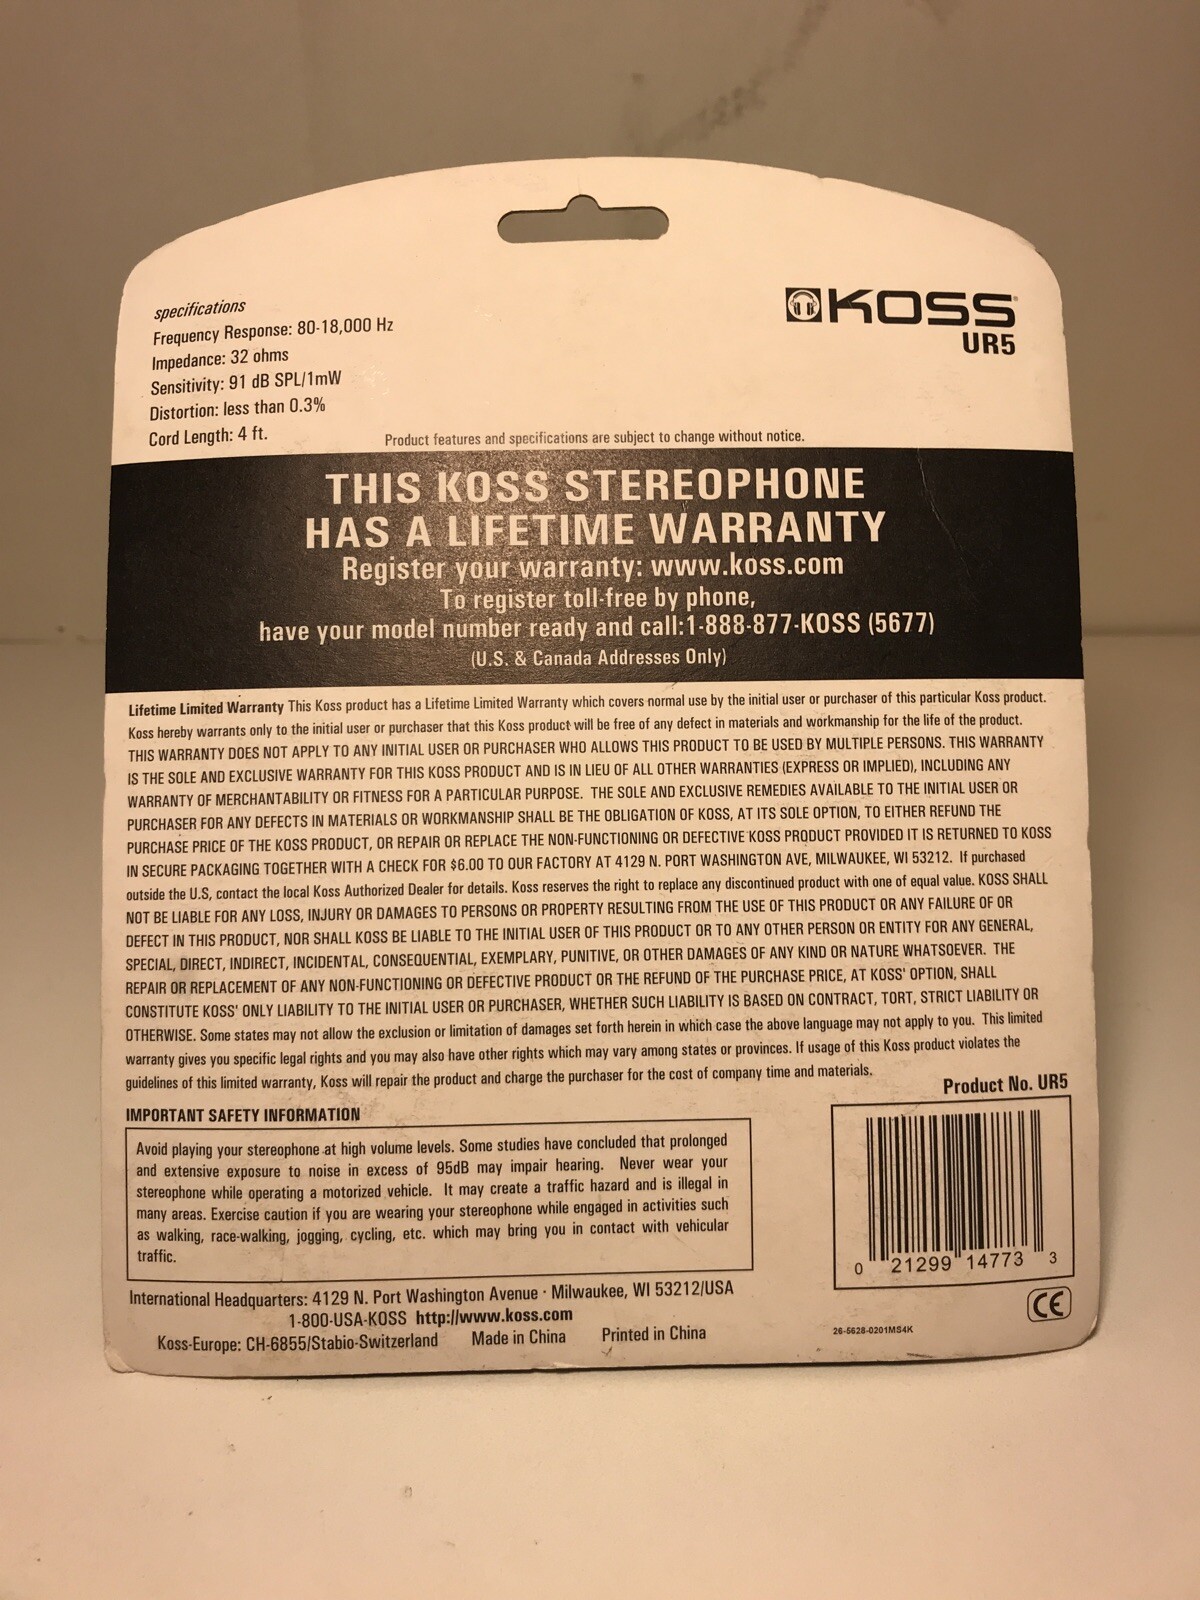 specifications
Frequency Response: 80-18,000 Hz
Impedance: 32 ohms
Sensitivity: 91 dB SPL/1mW
Distortion: less than 0.3%
Cord Length: 4 ft.
KOSS
UR5
Product features and specifications are subject to change without notice.
THIS KOSS STEREOPHONE
HAS A LIFETIME WARRANTY
Register your warranty: www.koss.com
To register toll-free by phone,
have your model number ready and call:1-888-877-KOSS (5677)
(U.S. & Canada Addresses Only)
Lifetime Limited Warranty This Koss product has a Lifetime Limited Warranty which covers normal use by the initial user or purchaser of this particular Koss product.
Koss hereby warrants only to the initial user or purchaser that this Koss product will be free of any defect in materials and workmanship for the life of the product.
THIS WARRANTY DOES NOT APPLY TO ANY INITIAL USER OR PURCHASER WHO ALLOWS THIS PRODUCT TO BE USED BY MULTIPLE PERSONS. THIS WARRANTY
IS THE SOLE AND EXCLUSIVE WARRANTY FOR THIS KOSS PRODUCT AND IS IN LIEU OF ALL OTHER WARRANTIES (EXPRESS OR IMPLIED), INCLUDING ANY
WARRANTY OF MERCHANTABILITY OR FITNESS FOR A PARTICULAR PURPOSE. THE SOLE AND EXCLUSIVE REMEDIES AVAILABLE TO THE INITIAL USER OR
PURCHASER FOR ANY DEFECTS IN MATERIALS OR WORKMANSHIP SHALL BE THE OBLIGATION OF KOSS, AT ITS SOLE OPTION, TO EITHER REFUND THE
PURCHASE PRICE OF THE KOSS PRODUCT, OR REPAIR OR REPLACE THE NON-FUNCTIONING OR DEFECTIVE KOSS PRODUCT PROVIDED IT IS RETURNED TO KOSS
IN SECURE PACKAGING TOGETHER WITH A CHECK FOR $6.00 TO OUR FACTORY AT 4129 N. PORT WASHINGTON AVE, MILWAUKEE, WI 53212. If purchased
outside the U.S, contact the local Koss Authorized Dealer for details. Koss reserves the right to replace any discontinued product with one of equal value. KOSS SHALL
NOT BE LIABLE FOR ANY LOSS, INJURY OR DAMAGES TO PERSONS OR PROPERTY RESULTING FROM THE USE OF THIS PRODUCT OR ANY FAILURE OF OR
DEFECT IN THIS PRODUCT, NOR SHALL KOSS BE LIABLE TO THE INITIAL USER OF THIS PRODUCT OR TO ANY OTHER PERSON OR ENTITY FOR ANY GENERAL,
SPECIAL, DIRECT, INDIRECT, INCIDENTAL, CONSEQUENTIAL, EXEMPLARY, PUNITIVE, OR OTHER DAMAGES OF ANY KIND OR NATURE WHATSOEVER. THE
REPAIR OR REPLACEMENT OF ANY NON-FUNCTIONING OR DEFECTIVE PRODUCT OR THE REFUND OF THE PURCHASE PRICE, AT KOSS' OPTION, SHALL
CONSTITUTE KOSS' ONLY LIABILITY TO THE INITIAL USER OR PURCHASER, WHETHER SUCH LIABILITY IS BASED ON CONTRACT, TORT, STRICT LIABILITY OR
OTHERWISE. Some states may not allow the exclusion or limitation of damages set forth herein in which case the above language may not apply to you. This limited
warranty gives you specific legal rights and you may also have other rights which may vary among states or provinces. If usage of this Koss product violates the
guidelines of this limited warranty, Koss will repair the product and charge the purchaser for the cost of company time and materials.
Product No. UR5
IMPORTANT SAFETY INFORMATION
Avoid playing your stereophone at high volume levels. Some studies have concluded that prolonged
and extensive exposure to noise in excess of 95dB may impair hearing. Never wear your
stereophone while operating a motorized vehicle. It may create a traffic hazard and is illegal in
many areas. Exercise caution if you are wearing your stereophone while engaged in activities such
as walking, race-walking, jogging, cycling, etc. which may bring you in contact with vehicular
traffic.
0 21299 14773 3
International Headquarters: 4129 N. Port Washington Avenue · Milwaukee, WI 53212/USA
1-800-USA-KOSS http://www.koss.com
Koss-Europe: CH-6855/Stabio-Switzerland Made in China Printed in China
26-5628-0201MS4K
CE